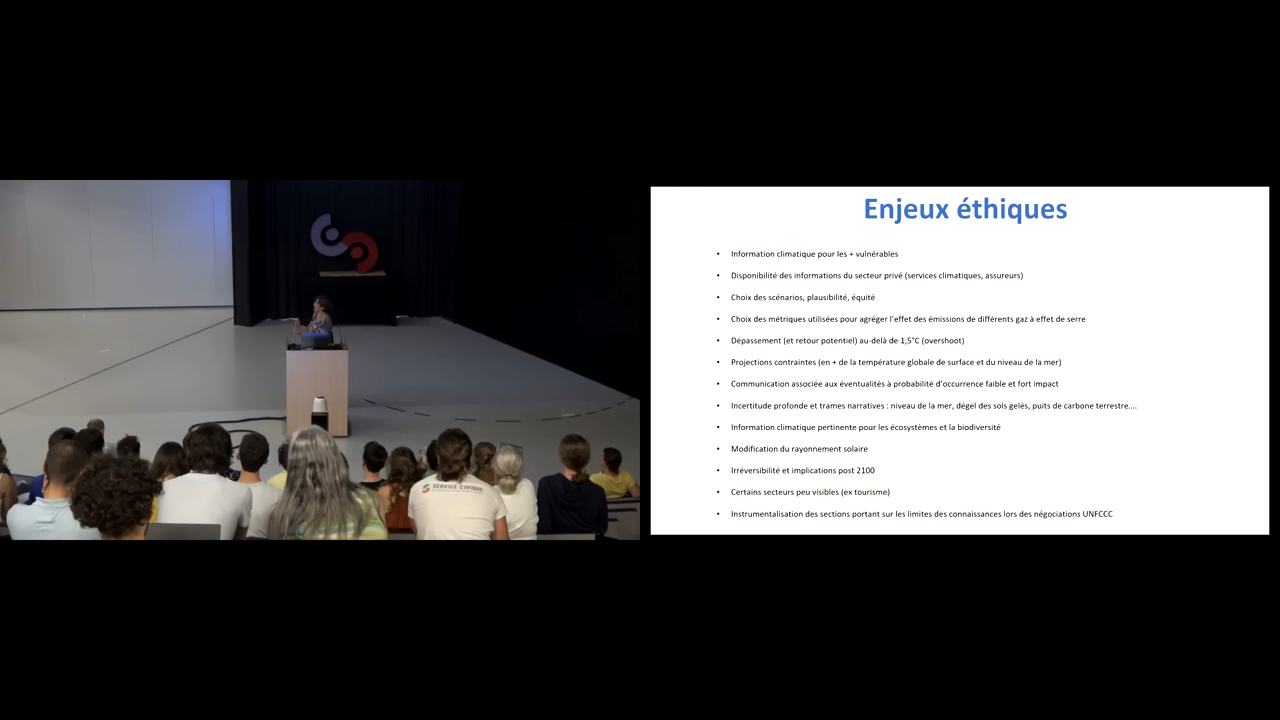 Enjeux éthiques
• Information climatique pour les + vulnérables
• Disponibilité des informations du secteur privé (services climatiques, assureurs)
• Choix des scénarios, plausibilité, équité
• Choix des métriques utilisées pour agréger l'effet des émissions de différents gaz à effet de serre
• Dépassement (et retour potentiel) au-delà de 1,5°C (overshoot)
• Projections contraintes (en + de la température globale de surface et du niveau de la mer)
• Communication associée aux éventualités à probabilité d'occurrence faible et fort impact
• Incertitude profonde et trames narratives : niveau de la mer, dégel des sols gelés, puits de carbone terrestre....
• Information climatique pertinente pour les écosystèmes et la biodiversité
• Modification du rayonnement solaire
• Irréversibilité et implications post 2100
• Certains secteurs peu visibles (ex tourisme)
• Instrumentalisation des sections portant sur les limites des connaissances lors des négociations UNFCCC
SERVICE CIVIQUE